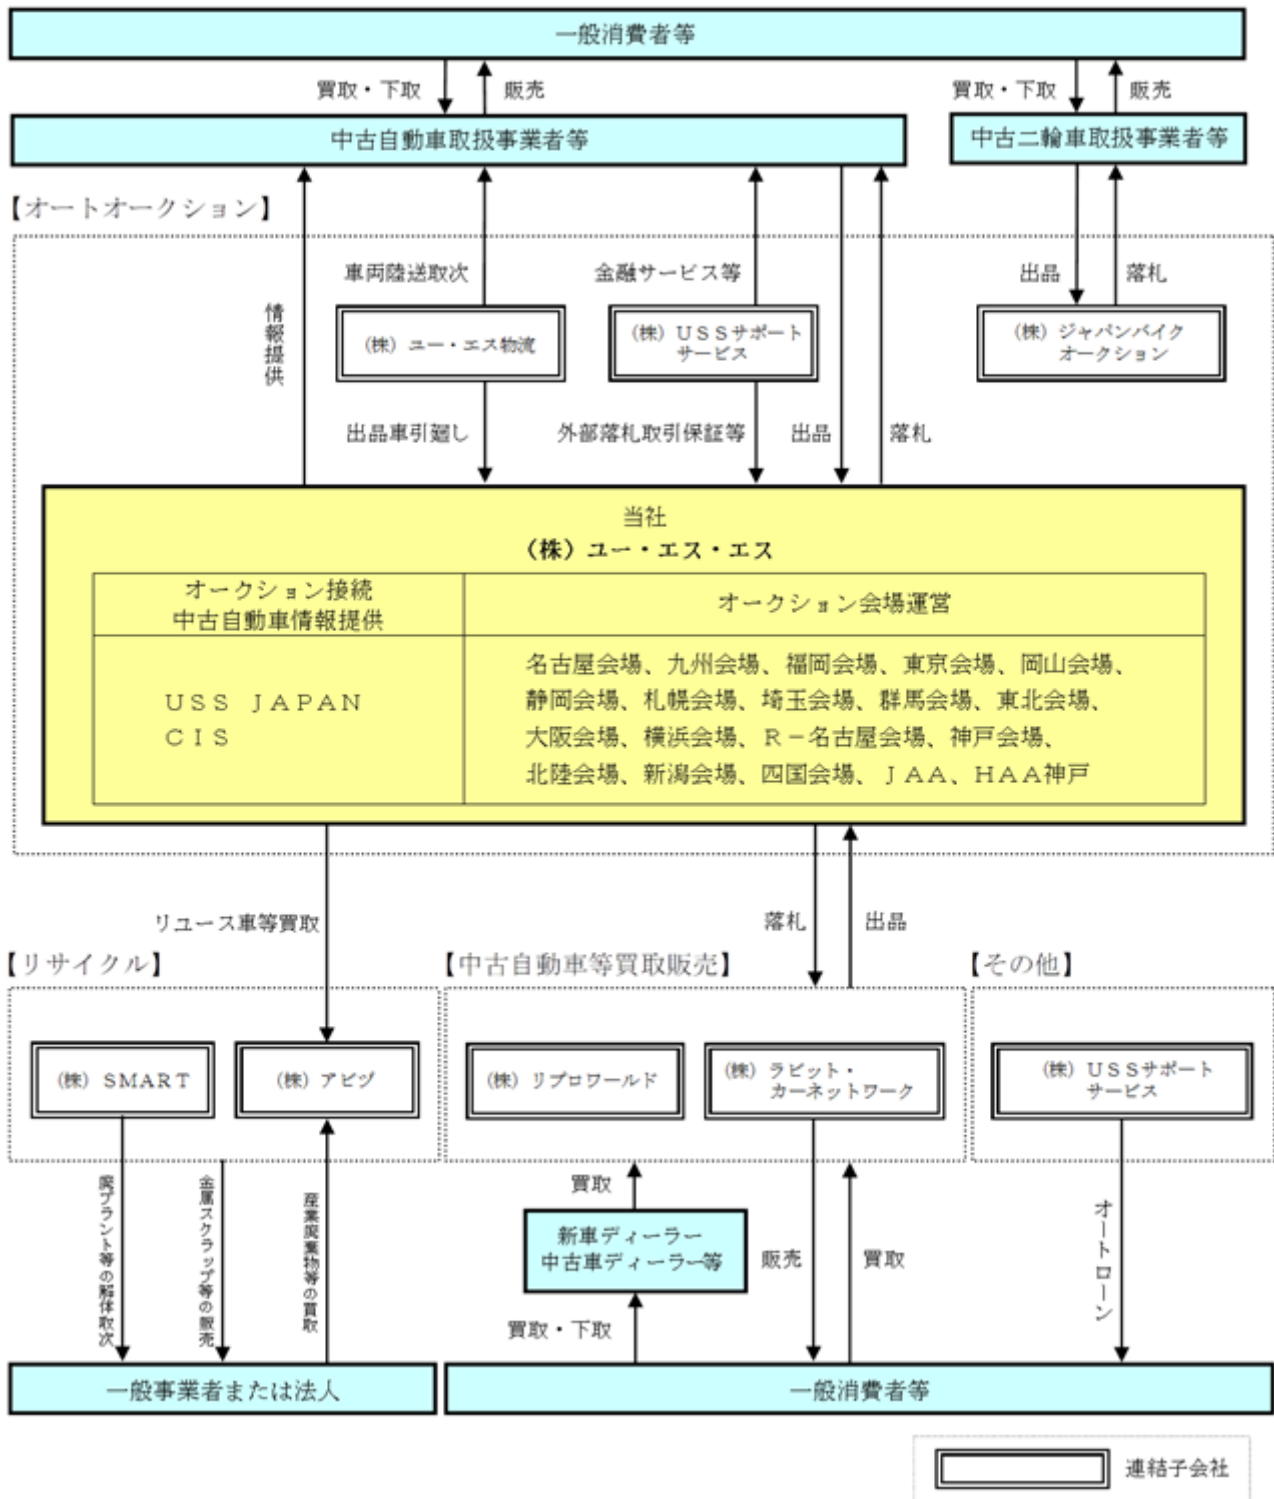 一般消費者等
買取・下取
販売
買取・下取
販売
中古自動車取扱事業者等
中古二輪車取扱事業者等
【オートオークション】
車両陸送取次
金融サービス等
出品
落札
情報提供
(株) ユー・エス物流
(株) USSサポート
サービス
(株) ジャパンバイク
オークション
出品車引廻し
外部落札取引保証等
出品
落札
当社
(株) ユー・エス・エス
オークション接続
中古自動車情報提供
オークション会場運営
USS JAPAN
CIS
名古屋会場、九州会場、福岡会場、東京会場、岡山会場、
静岡会場、札幌会場、埼玉会場、群馬会場、東北会場、
大阪会場、横浜会場、R-名古屋会場、神戸会場、
北陸会場、新潟会場、四国会場、JAA、HAA神戸
リユース車等買取
落札
出品
【リサイクル】
【中古自動車等買取販売】
【その他】
(株) SMART
(株) アビヅ
(株) リプロワールド
(株) ラビット・
カーネットワーク
(株) USSサポート
サービス
廃プラント等の解体取次
金属スクラップ等の販売
産業廃棄物等の買取
買取
新車ディーラー
中古車ディーラー等
販売
買取
オートローン
買取・下取
一般事業者または法人
一般消費者等
連結子会社